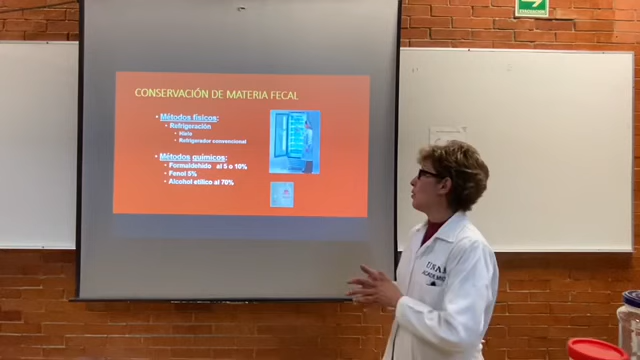 CONSERVACIÓN DE MATERIA FECAL
• Métodos físicos:
• Refrigeración
• Hielo
• Refrigerador convencional
• Métodos químicos:
• Formaldehído al 5 o 10%
• Fenol 5%
• Alcohol etílico al 70%
UNAM